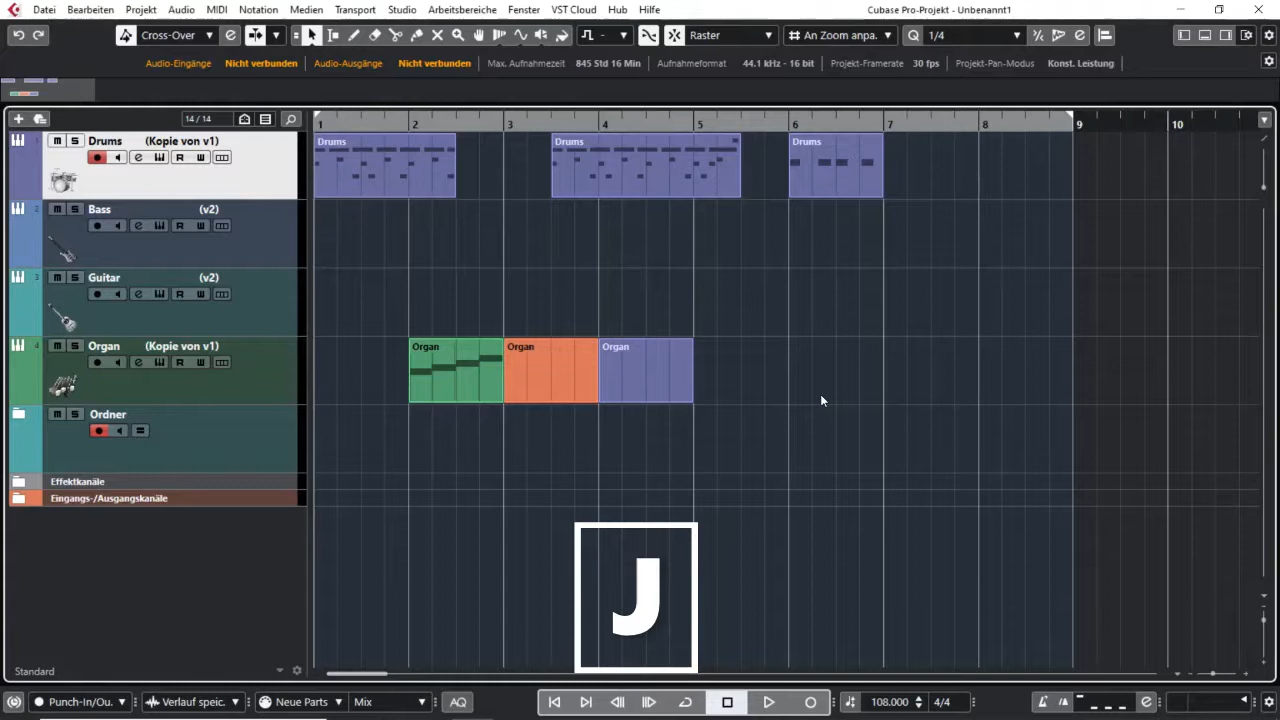 Datei Bearbeiten Projekt Audio MIDI Notation Medien Transport Studio Arbeitsbereiche Fenster VST Cloud Hub Hilfe Cubase Pro-Projekt - Unbenannt1
Cross-Over Raster An Zoom anpa. Q 1/4
Audio-Eingänge Nicht verbunden Audio-Ausgänge Nicht verbunden Max. Aufnahmezeit 845 Std 16 Min Aufnahmeformat 44.1 kHz - 16 bit Projekt-Framerate 30 fps Projekt-Pan-Modus Konst. Leistung
14 / 14 1 2 3 4 5 6 7 8 9 10
1 m S Drums (Kopie von v1) Drums Drums Drums
e R W
2 m S Bass (v2)
e R W
3 m S Guitar (v2)
e R W
4 m S Organ (Kopie von v1) Organ Organ Organ
e R W
m S Ordner
Effektkanäle
Eingangs-/Ausgangskanäle
J
Standard
Punch-In/Ou. Verlauf speic. Neue Parts Mix AQ 108.000 4/4